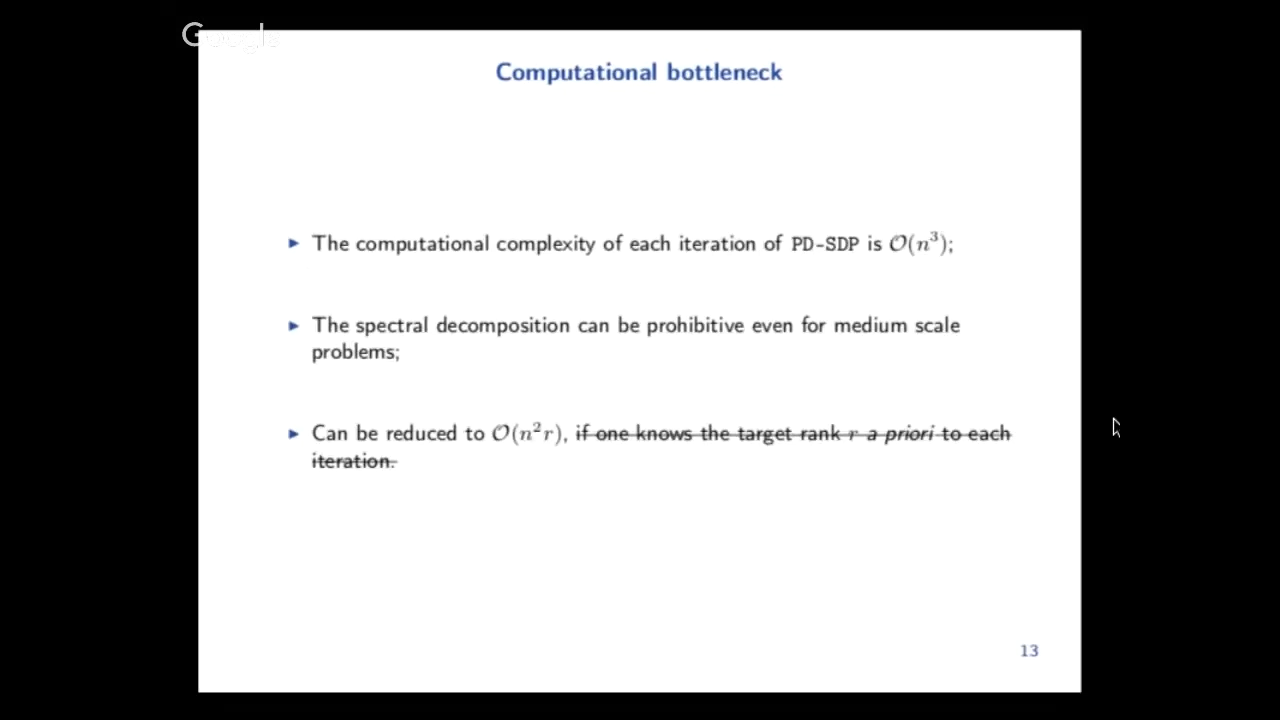 Google
Computational bottleneck
▶ The computational complexity of each iteration of PD-SDP is 𝒪(n³);
▶ The spectral decomposition can be prohibitive even for medium scale
problems;
▶ Can be reduced to 𝒪(n²r), if one knows the target rank r a priori to each
iteration.
13